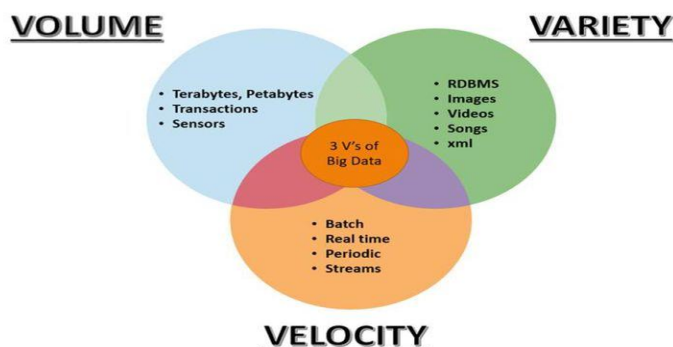 VOLUME
VARIETY
• Terabytes, Petabytes
• Transactions
• Sensors
• RDBMS
• Images
• Videos
• Songs
• xml
3 V's of
Big Data
• Batch
• Real time
• Periodic
• Streams
VELOCITY